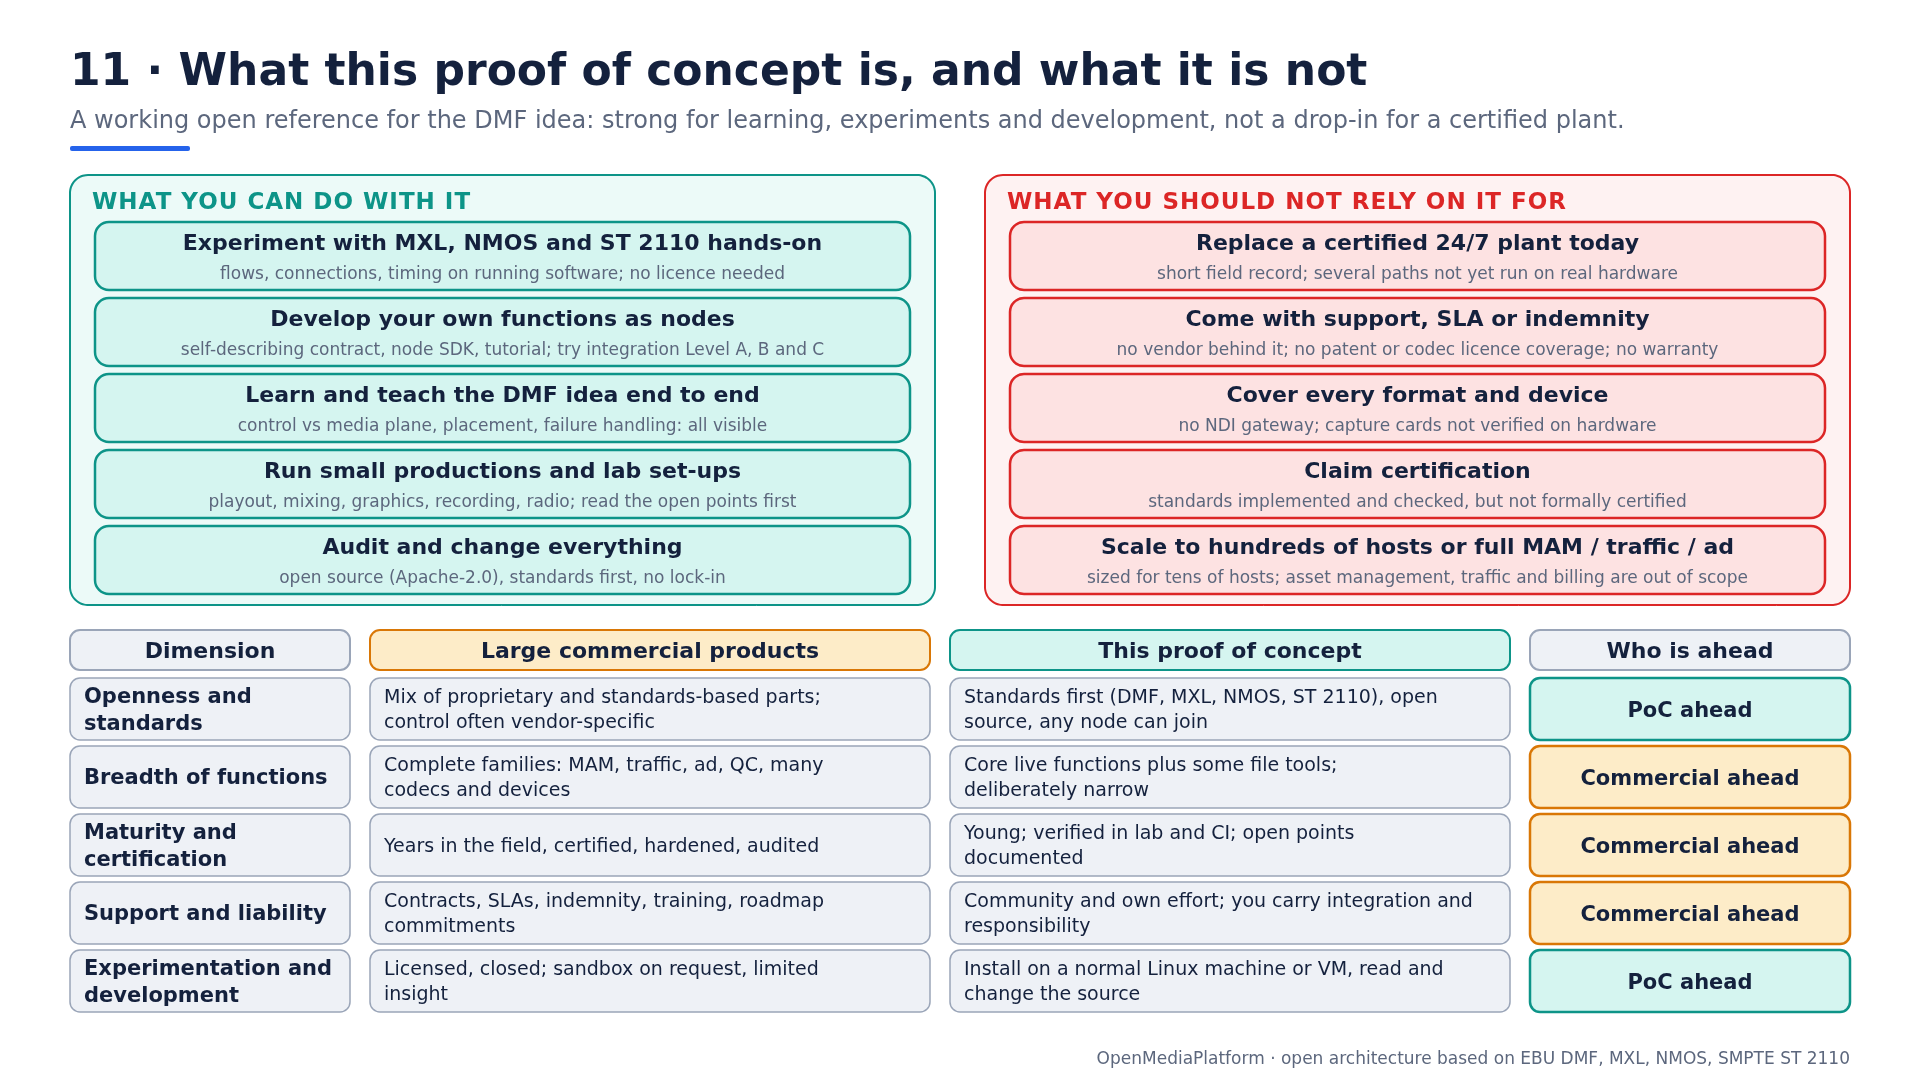 11 · What this proof of concept is, and what it is not
A working open reference for the DMF idea: strong for learning, experiments and development, not a drop-in for a certified plant.
WHAT YOU CAN DO WITH IT
Experiment with MXL, NMOS and ST 2110 hands-on
flows, connections, timing on running software; no licence needed
Develop your own functions as nodes
self-describing contract, node SDK, tutorial; try integration Level A, B and C
Learn and teach the DMF idea end to end
control vs media plane, placement, failure handling: all visible
Run small productions and lab set-ups
playout, mixing, graphics, recording, radio; read the open points first
Audit and change everything
open source (Apache-2.0), standards first, no lock-in
WHAT YOU SHOULD NOT RELY ON IT FOR
Replace a certified 24/7 plant today
short field record; several paths not yet run on real hardware
Come with support, SLA or indemnity
no vendor behind it; no patent or codec licence coverage; no warranty
Cover every format and device
no NDI gateway; capture cards not verified on hardware
Claim certification
standards implemented and checked, but not formally certified
Scale to hundreds of hosts or full MAM / traffic / ad
sized for tens of hosts; asset management, traffic and billing are out of scope
Dimension
Large commercial products
This proof of concept
Who is ahead
Openness and
standards
Mix of proprietary and standards-based parts;
control often vendor-specific
Standards first (DMF, MXL, NMOS, ST 2110), open
source, any node can join
PoC ahead
Breadth of functions
Complete families: MAM, traffic, ad, QC, many
codecs and devices
Core live functions plus some file tools;
deliberately narrow
Commercial ahead
Maturity and
certification
Years in the field, certified, hardened, audited
Young; verified in lab and CI; open points
documented
Commercial ahead
Support and liability
Contracts, SLAs, indemnity, training, roadmap
commitments
Community and own effort; you carry integration and
responsibility
Commercial ahead
Experimentation and
development
Licensed, closed; sandbox on request, limited
insight
Install on a normal Linux machine or VM, read and
change the source
PoC ahead
OpenMediaPlatform · open architecture based on EBU DMF, MXL, NMOS, SMPTE ST 2110